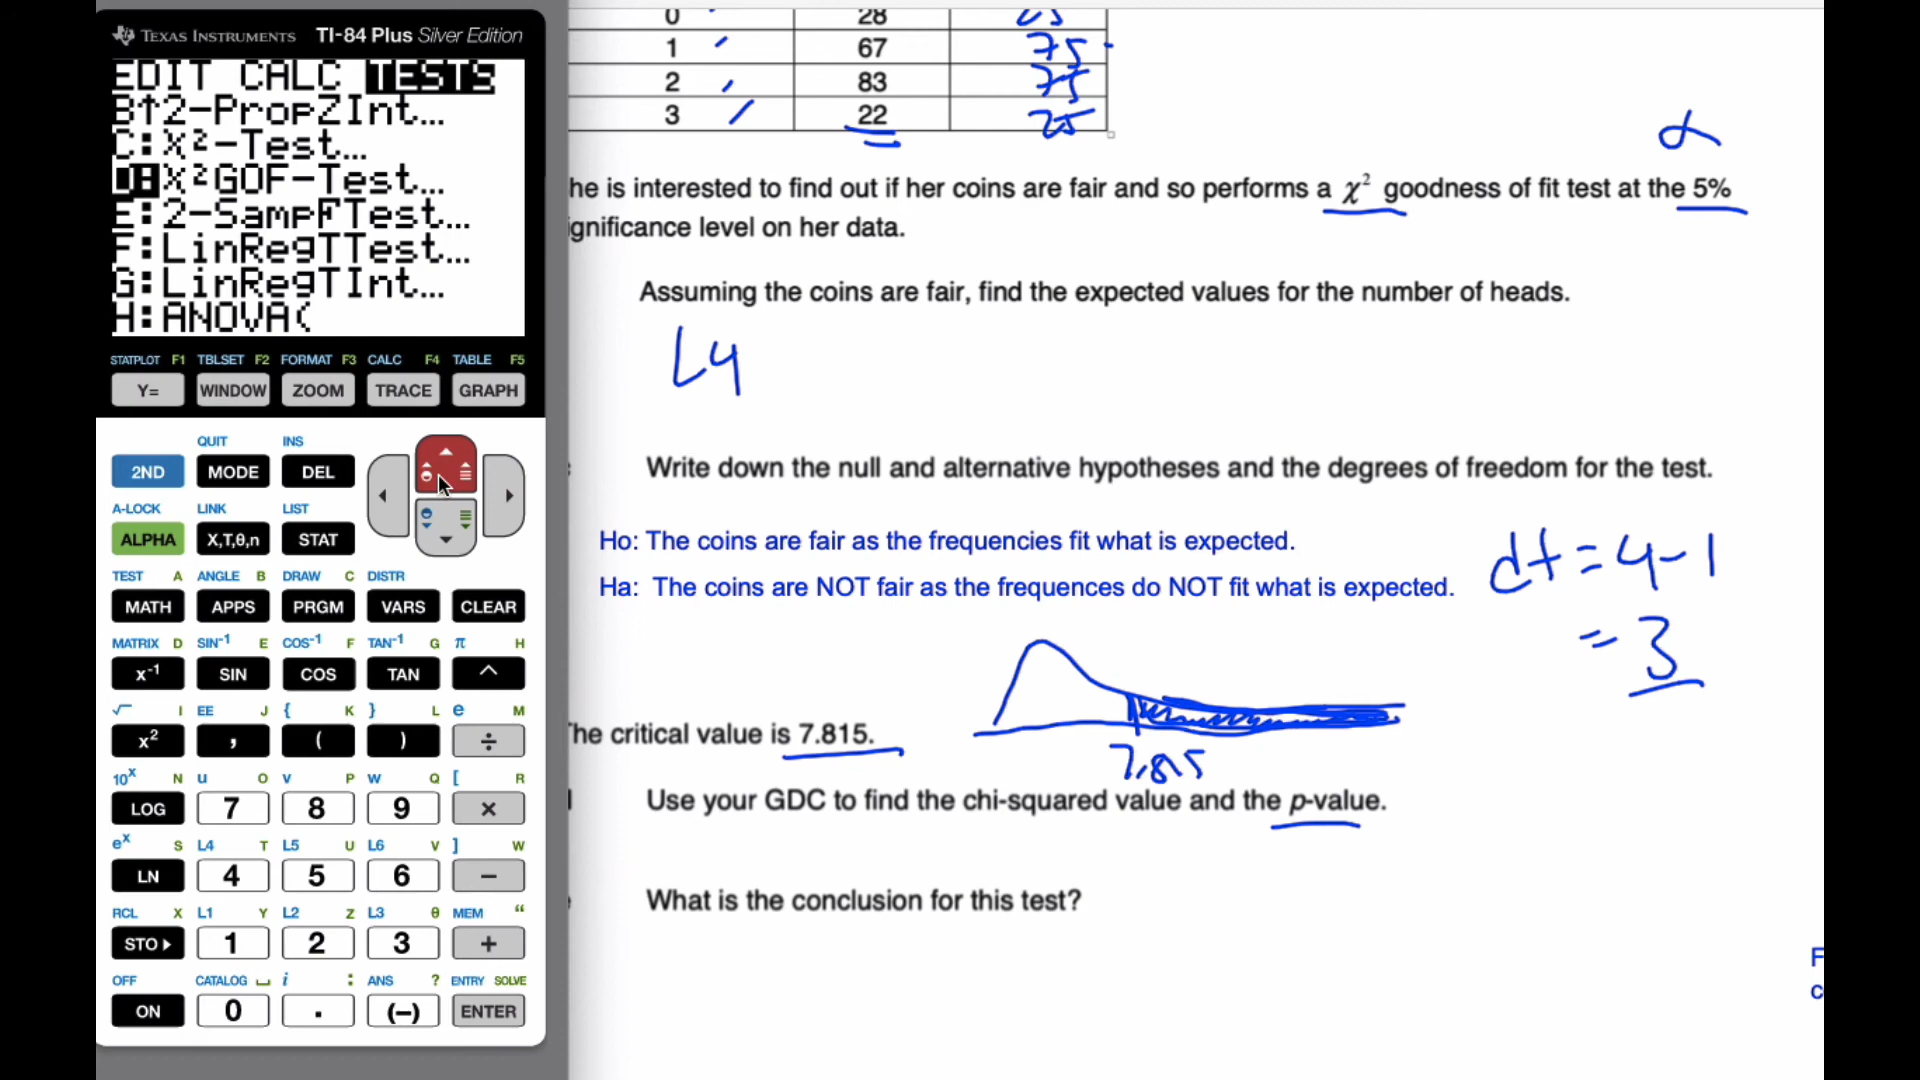 TEXAS INSTRUMENTS TI-84 Plus Silver Edition
EDIT CALC TESTS
B↑2-PropZInt…
C:χ²-Test…
D:χ²GOF-Test…
E:2-SampFTest…
F:LinRegTTest…
G:LinRegTInt…
H:ANOVA(
STATPLOT F1 TBLSET F2 FORMAT F3 CALC F4 TABLE F5
Y= WINDOW ZOOM TRACE GRAPH
QUIT INS
2ND MODE DEL
A-LOCK LINK LIST
ALPHA X,T,θ,n STAT
TEST A ANGLE B DRAW C DISTR
MATH APPS PRGM VARS CLEAR
MATRIX D SIN⁻¹ E COS⁻¹ F TAN⁻¹ G π H
x⁻¹ SIN COS TAN ^
√ I EE J { K } L e M
x² , ( ) ÷
10ˣ N u O v P w Q [ R
LOG 7 8 9 ×
eˣ S L4 T L5 U L6 V ] W
LN 4 5 6 −
RCL X L1 Y L2 Z L3 θ MEM “
STO▸ 1 2 3 +
OFF CATALOG ⎵ i : ANS ? ENTRY SOLVE
ON 0 . (−) ENTER
0 28 25
1 67 75
2 83 75
3 22 25
α
he is interested to find out if her coins are fair and so performs a χ² goodness of fit test at the 5%
ignificance level on her data.
Assuming the coins are fair, find the expected values for the number of heads.
L4
Write down the null and alternative hypotheses and the degrees of freedom for the test.
Ho: The coins are fair as the frequencies fit what is expected.
Ha: The coins are NOT fair as the frequences do NOT fit what is expected.
df = 4-1
= 3
he critical value is 7.815.
7.815
Use your GDC to find the chi-squared value and the p-value.
What is the conclusion for this test?
F
c